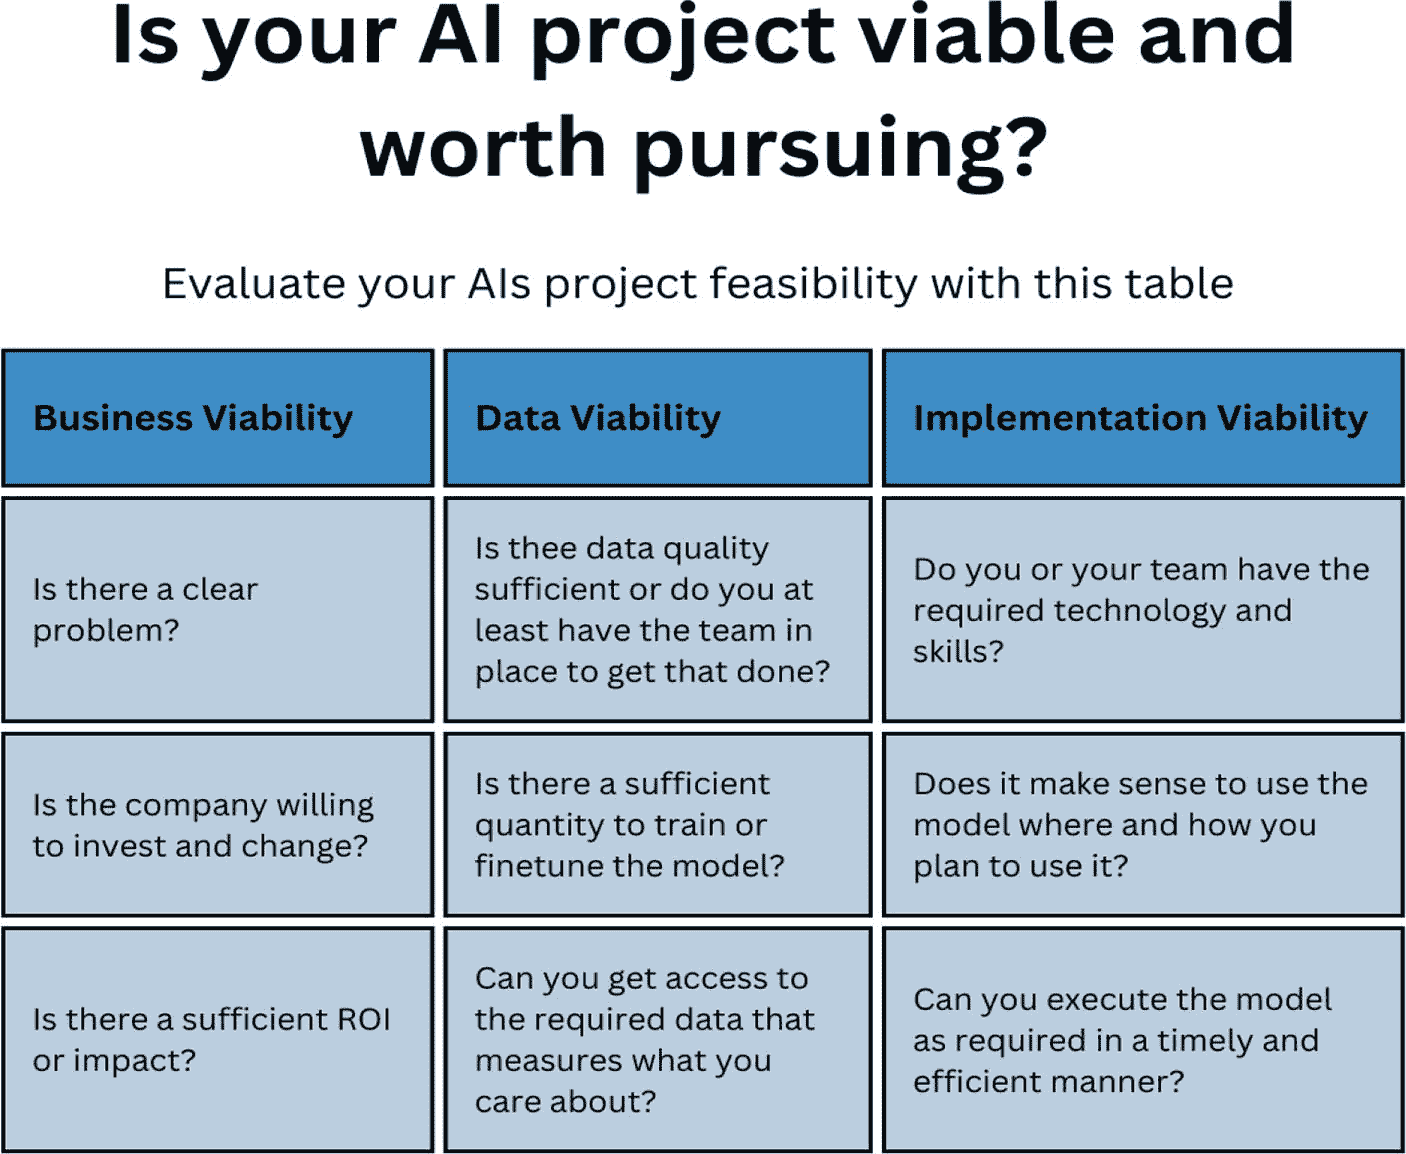 Is your AI project viable and
worth pursuing?
Evaluate your AIs project feasibility with this table
Business Viability
Data Viability
Implementation Viability
Is there a clear
problem?
Is thee data quality
sufficient or do you at
least have the team in
place to get that done?
Do you or your team have the
required technology and
skills?
Is the company willing
to invest and change?
Is there a sufficient
quantity to train or
finetune the model?
Does it make sense to use the
model where and how you
plan to use it?
Is there a sufficient ROI
or impact?
Can you get access to
the required data that
measures what you
care about?
Can you execute the model
as required in a timely and
efficient manner?